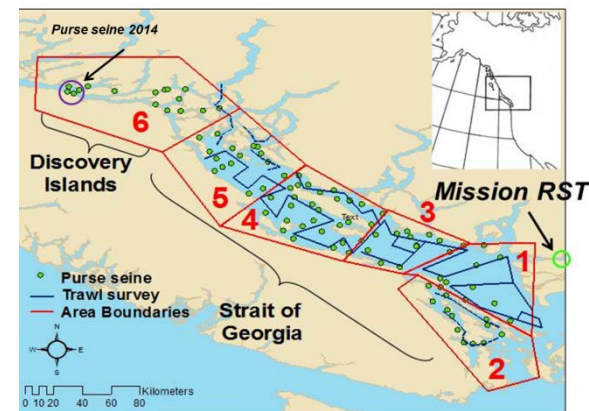 Purse seine 2014
6
Discovery
Islands
5
4
Text
3
Mission RST
1
Purse seine
Trawl survey
Area Boundaries
Strait of
Georgia
2
N
W
E
S
Kilometers
0 10 20 40 60 80